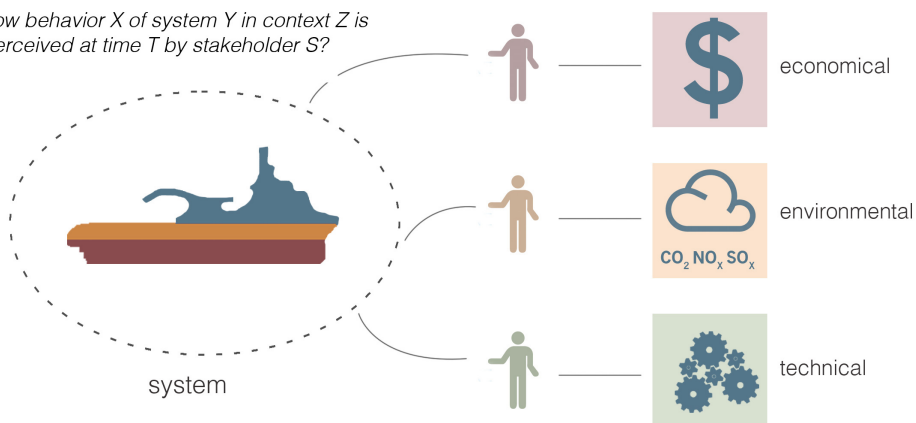 ow behavior X of system Y in context Z is
erceived at time T by stakeholder S?
$
economical
environmental
CO₂ NOₓ SOₓ
system
technical